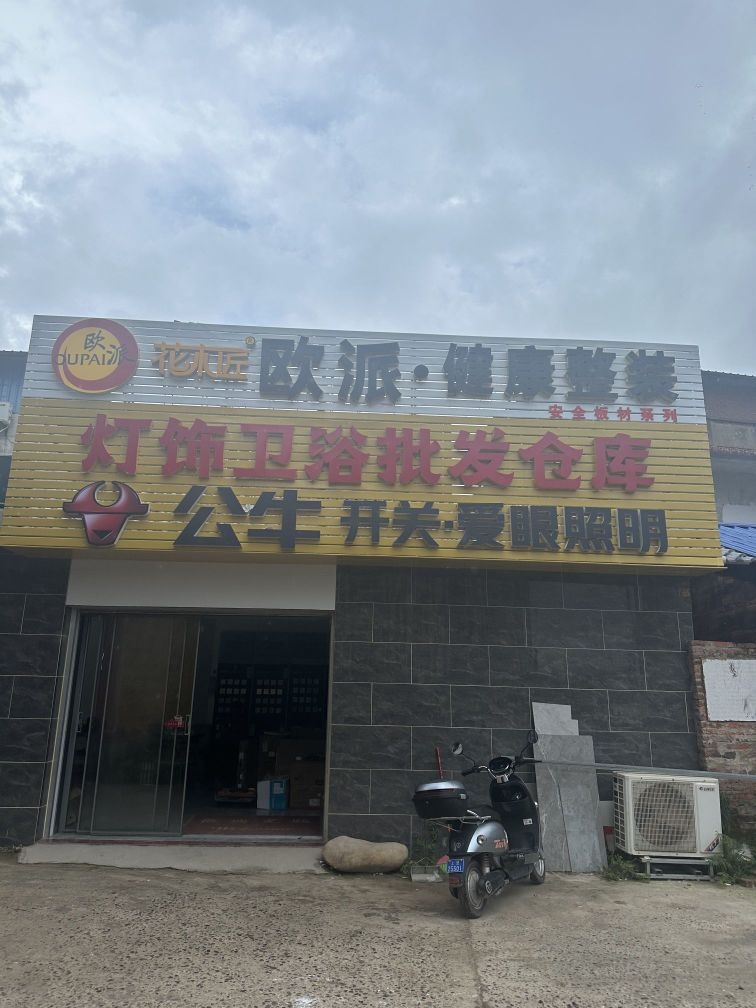 欧派
OUPAI
花木匠® 欧派·健康整装
安全板材系列
灯饰卫浴批发仓库
公牛 开关·爱眼照明